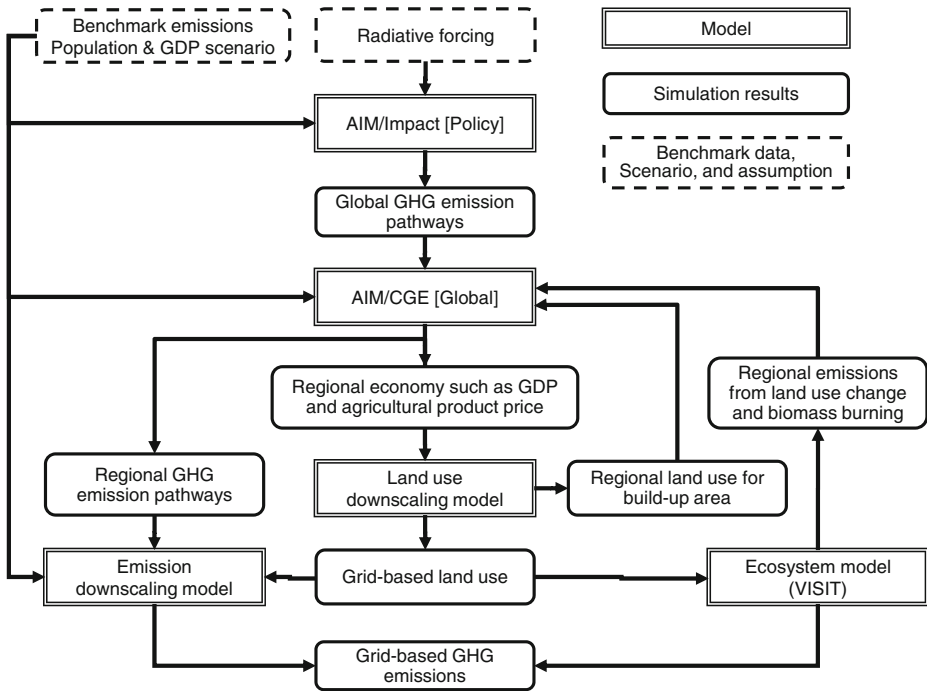 Benchmark emissions
Population & GDP scenario
Radiative forcing
Model
Simulation results
Benchmark data,
Scenario, and assumption
AIM/Impact [Policy]
Global GHG emission
pathways
AIM/CGE [Global]
Regional economy such as GDP
and agricultural product price
Regional emissions
from land use change
and biomass burning
Regional GHG
emission pathways
Land use
downscaling model
Regional land use for
build-up area
Emission
downscaling model
Grid-based land use
Ecosystem model
(VISIT)
Grid-based GHG
emissions